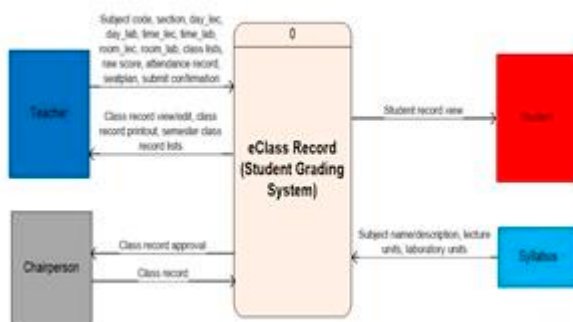 Subject code, section, day_lec,
day_lab, time_lec, time_lab,
room_lec, room_lab, class lists,
raw score, attendance record,
seatplan, submit confirmation
0
Teacher
Student record view
Student
Class record view/edit, class
record printout, semester class
record lists
eClass Record
(Student Grading
System)
Chairperson
Class record approval
Class record
Subject name/description, lecture
units, laboratory units
Syllabus